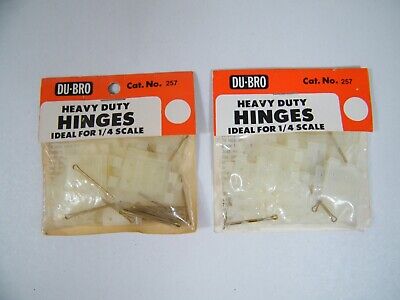 DU-BRO Cat. No. 257
HEAVY DUTY
HINGES
IDEAL FOR 1/4 SCALE
DU-BRO Cat. No. 257
HEAVY DUTY
HINGES
IDEAL FOR 1/4 SCALE